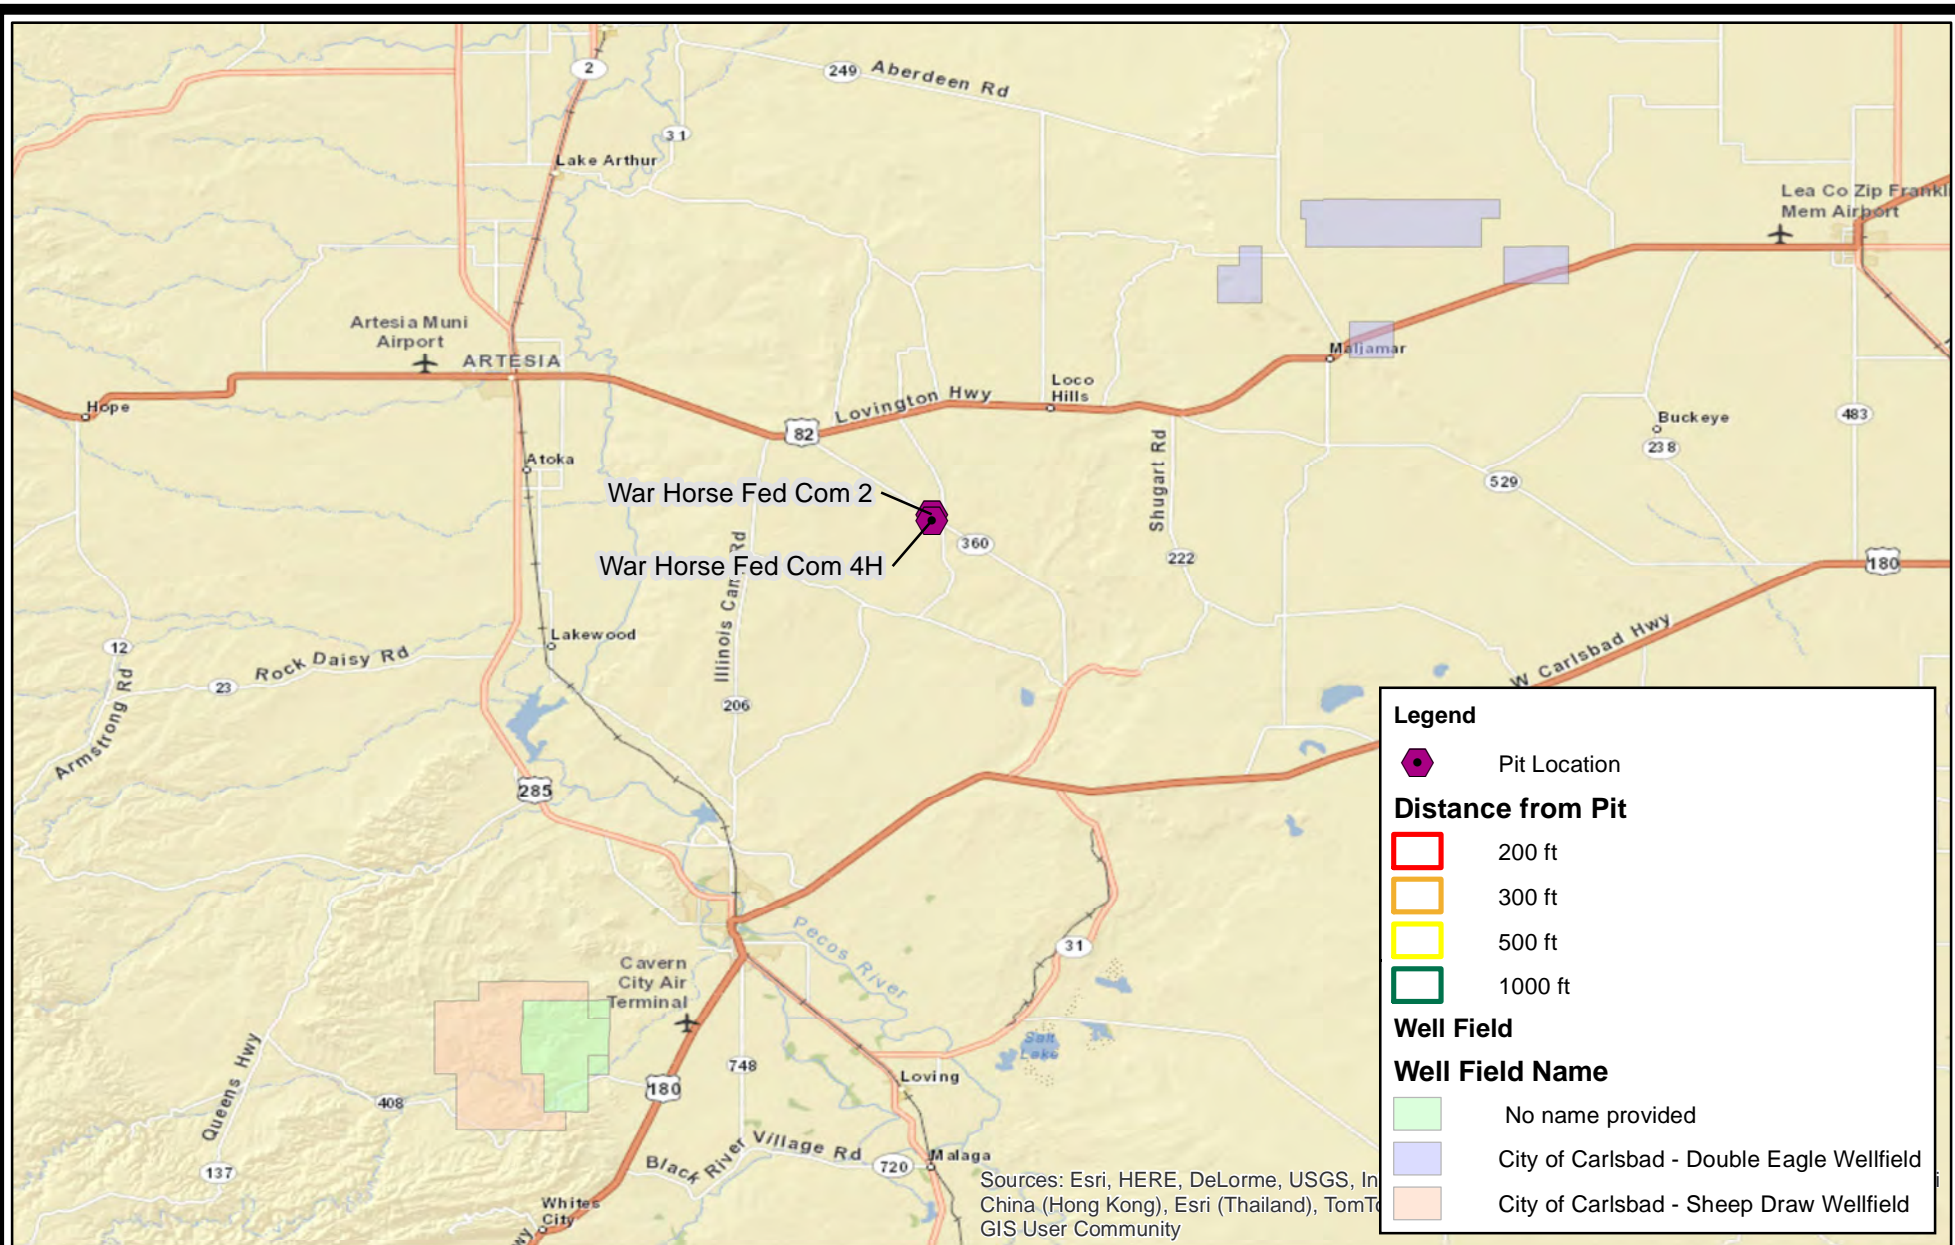 2
249 Aberdeen Rd
31
Lake Arthur
Lea Co Zip Frankl
Mem Airport
Artesia Muni
Airport
ARTESIA
Maljamar
Loco
Hills
Hope
Lovington Hwy
82
Buckeye
483
238
Atoka
Shugart Rd
529
War Horse Fed Com 2
360
War Horse Fed Com 4H
222
180
Illinois Camp Rd
Lakewood
12
Rock Daisy Rd
23
W Carlsbad Hwy
206
Armstrong Rd
285
Pecos River
31
Cavern
City Air
Terminal
Salt
Lake
Queens Hwy
748
Loving
180
408
Black River Village Rd
720
Malaga
137
Whites
City
wy
Legend
Pit Location
Distance from Pit
200 ft
300 ft
500 ft
1000 ft
Well Field
Well Field Name
No name provided
City of Carlsbad - Double Eagle Wellfield
City of Carlsbad - Sheep Draw Wellfield
Sources: Esri, HERE, DeLorme, USGS, In
China (Hong Kong), Esri (Thailand), TomTo
GIS User Community